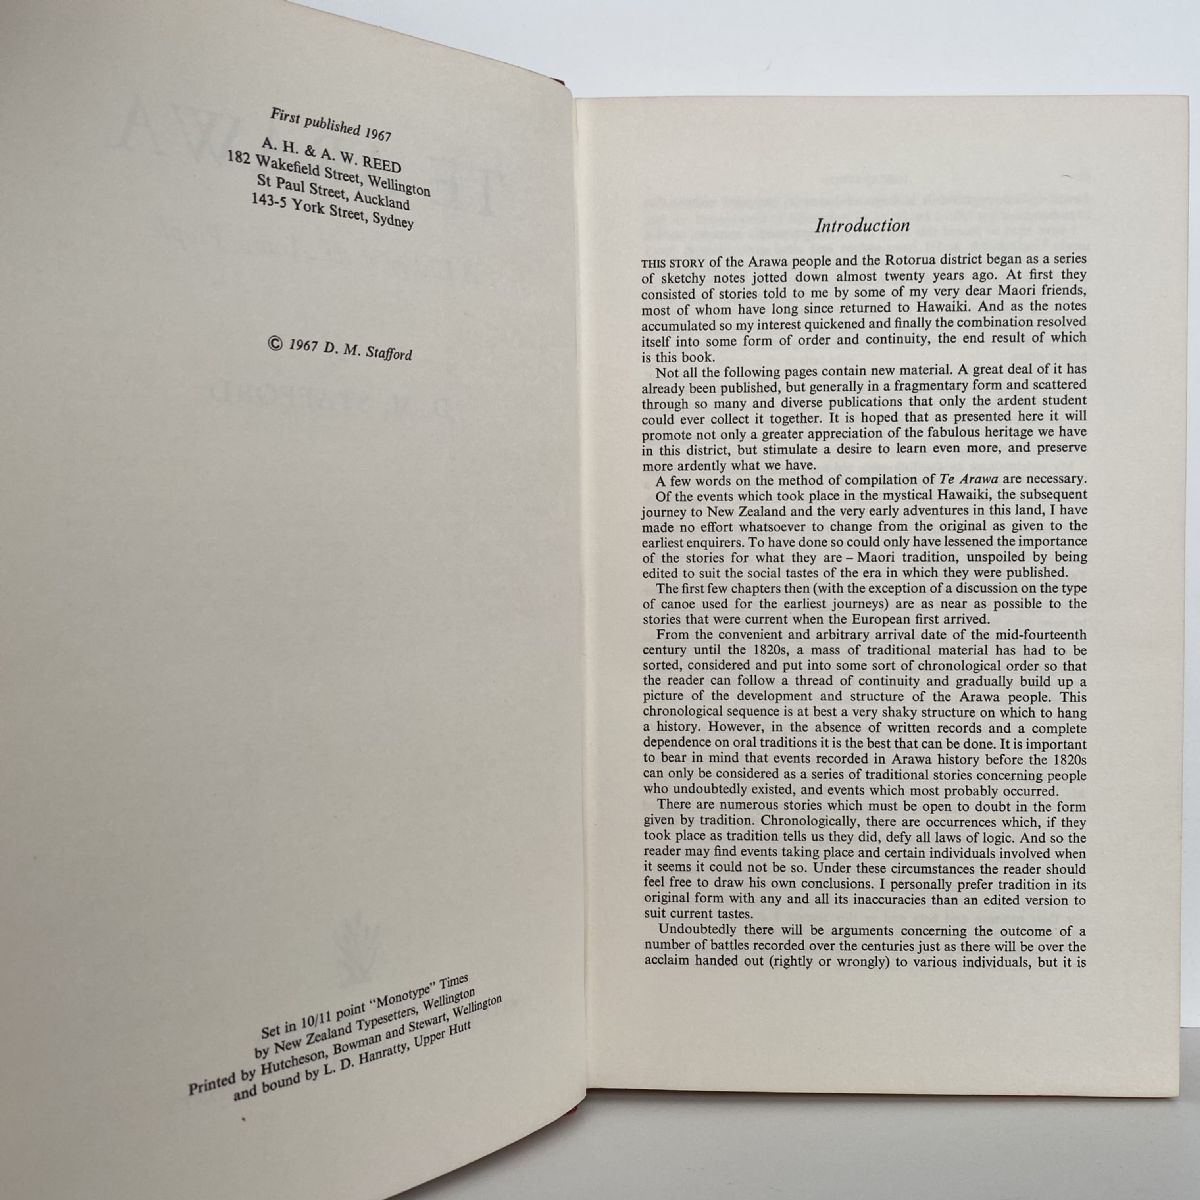 First published 1967
A. H. & A. W. REED
182 Wakefield Street, Wellington
St Paul Street, Auckland
143-5 York Street, Sydney
© 1967 D. M. Stafford
Set in 10/11 point "Monotype" Times
by New Zealand Typesetters, Wellington
Printed by Hutcheson, Bowman and Stewart, Wellington
and bound by L. D. Hanratty, Upper Hutt
Introduction
THIS STORY of the Arawa people and the Rotorua district began as a series
of sketchy notes jotted down almost twenty years ago. At first they
consisted of stories told to me by some of my very dear Maori friends,
most of whom have long since returned to Hawaiki. And as the notes
accumulated so my interest quickened and finally the combination resolved
itself into some form of order and continuity, the end result of which
is this book.
Not all the following pages contain new material. A great deal of it has
already been published, but generally in a fragmentary form and scattered
through so many and diverse publications that only the ardent student
could ever collect it together. It is hoped that as presented here it will
promote not only a greater appreciation of the fabulous heritage we have
in this district, but stimulate a desire to learn even more, and preserve
more ardently what we have.
A few words on the method of compilation of Te Arawa are necessary.
Of the events which took place in the mystical Hawaiki, the subsequent
journey to New Zealand and the very early adventures in this land, I have
made no effort whatsoever to change from the original as given to the
earliest enquirers. To have done so could only have lessened the importance
of the stories for what they are – Maori tradition, unspoiled by being
edited to suit the social tastes of the era in which they were published.
The first few chapters then (with the exception of a discussion on the type
of canoe used for the earliest journeys) are as near as possible to the
stories that were current when the European first arrived.
From the convenient and arbitrary arrival date of the mid-fourteenth
century until the 1820s, a mass of traditional material has had to be
sorted, considered and put into some sort of chronological order so that
the reader can follow a thread of continuity and gradually build up a
picture of the development and structure of the Arawa people. This
chronological sequence is at best a very shaky structure on which to hang
a history. However, in the absence of written records and a complete
dependence on oral traditions it is the best that can be done. It is important
to bear in mind that events recorded in Arawa history before the 1820s
can only be considered as a series of traditional stories concerning people
who undoubtedly existed, and events which most probably occurred.
There are numerous stories which must be open to doubt in the form
given by tradition. Chronologically, there are occurrences which, if they
took place as tradition tells us they did, defy all laws of logic. And so the
reader may find events taking place and certain individuals involved when
it seems it could not be so. Under these circumstances the reader should
feel free to draw his own conclusions. I personally prefer tradition in its
original form with any and all its inaccuracies than an edited version to
suit current tastes.
Undoubtedly there will be arguments concerning the outcome of a
number of battles recorded over the centuries just as there will be over the
acclaim handed out (rightly or wrongly) to various individuals, but it is